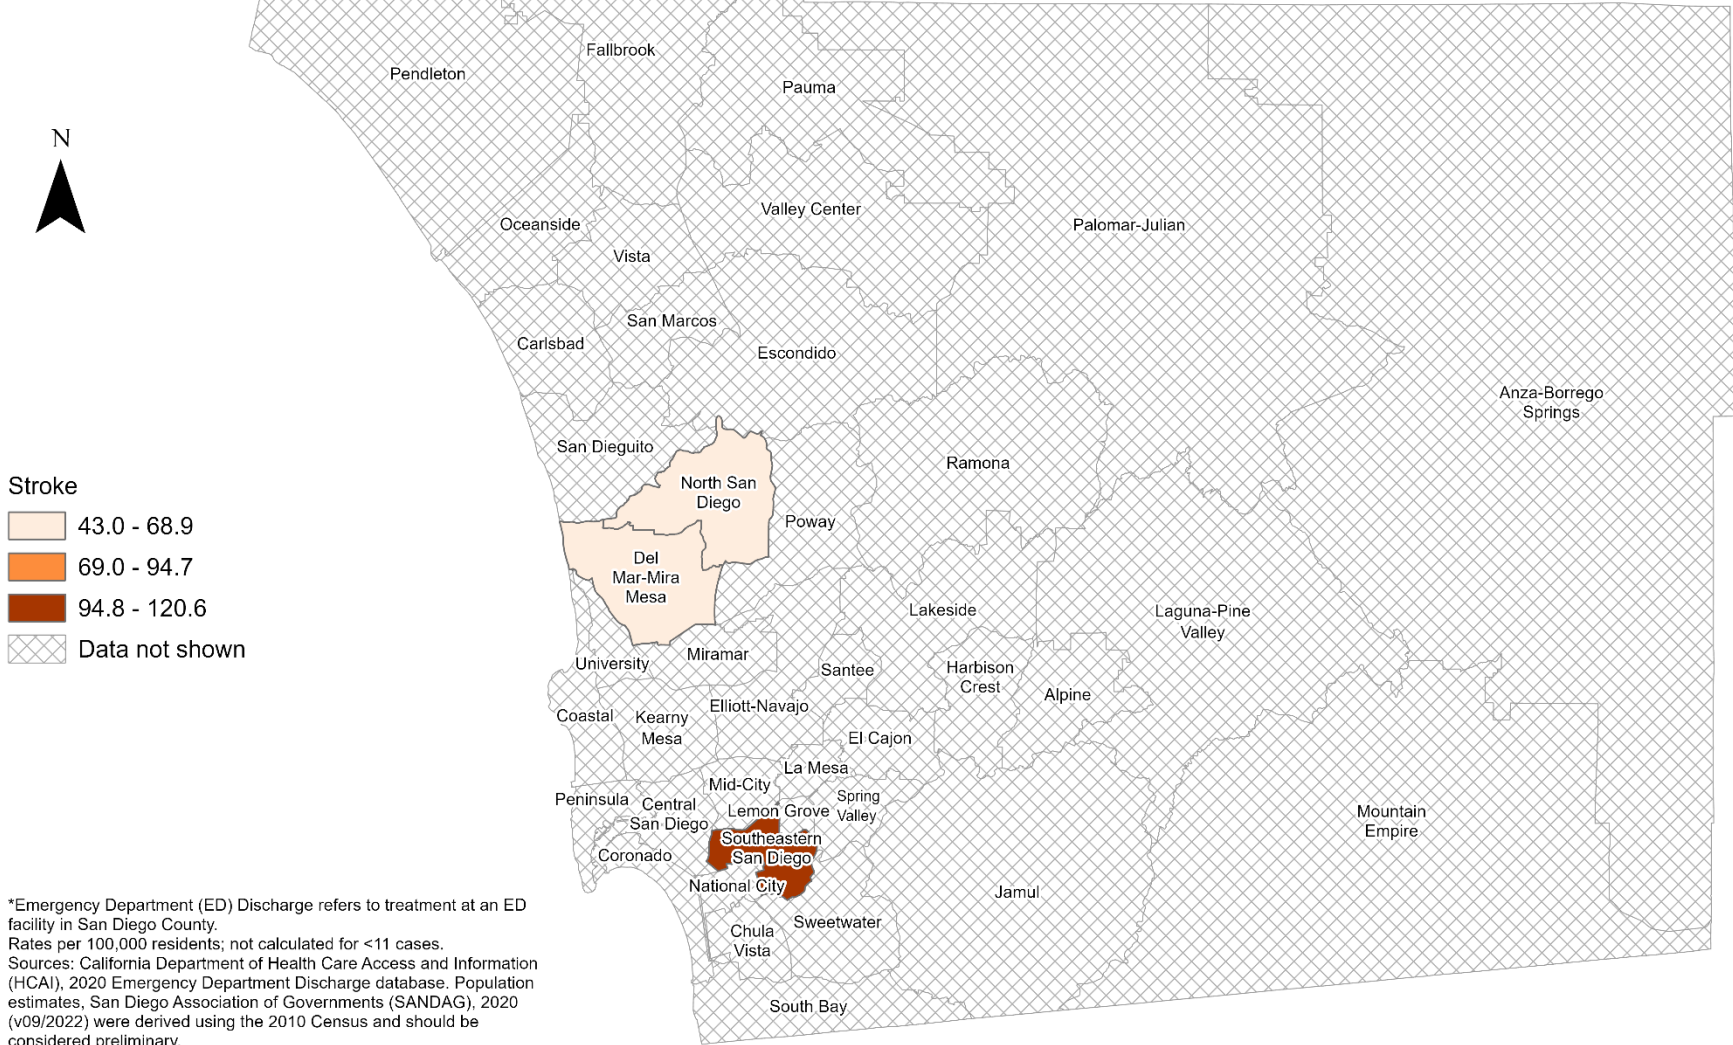 Fallbrook
Pendleton
Pauma
N
Valley Center
Oceanside
Palomar-Julian
Vista
San Marcos
Carlsbad
Escondido
Anza-Borrego
Springs
San Dieguito
Ramona
North San
Diego
Poway
Stroke
43.0 - 68.9
69.0 - 94.7
94.8 - 120.6
Data not shown
Del
Mar-Mira
Mesa
Lakeside
Laguna-Pine
Valley
University
Miramar
Santee
Harbison
Crest
Alpine
Coastal
Kearny
Mesa
Elliott-Navajo
El Cajon
La Mesa
Mid-City
Peninsula
Central
San Diego
Lemon Grove
Spring
Valley
Mountain
Empire
Southeastern
San Diego
Coronado
National City
Jamul
Sweetwater
Chula
Vista
South Bay
*Emergency Department (ED) Discharge refers to treatment at an ED
facility in San Diego County.
Rates per 100,000 residents; not calculated for <11 cases.
Sources: California Department of Health Care Access and Information
(HCAI), 2020 Emergency Department Discharge database. Population
estimates, San Diego Association of Governments (SANDAG), 2020
(v09/2022) were derived using the 2010 Census and should be
considered preliminary.